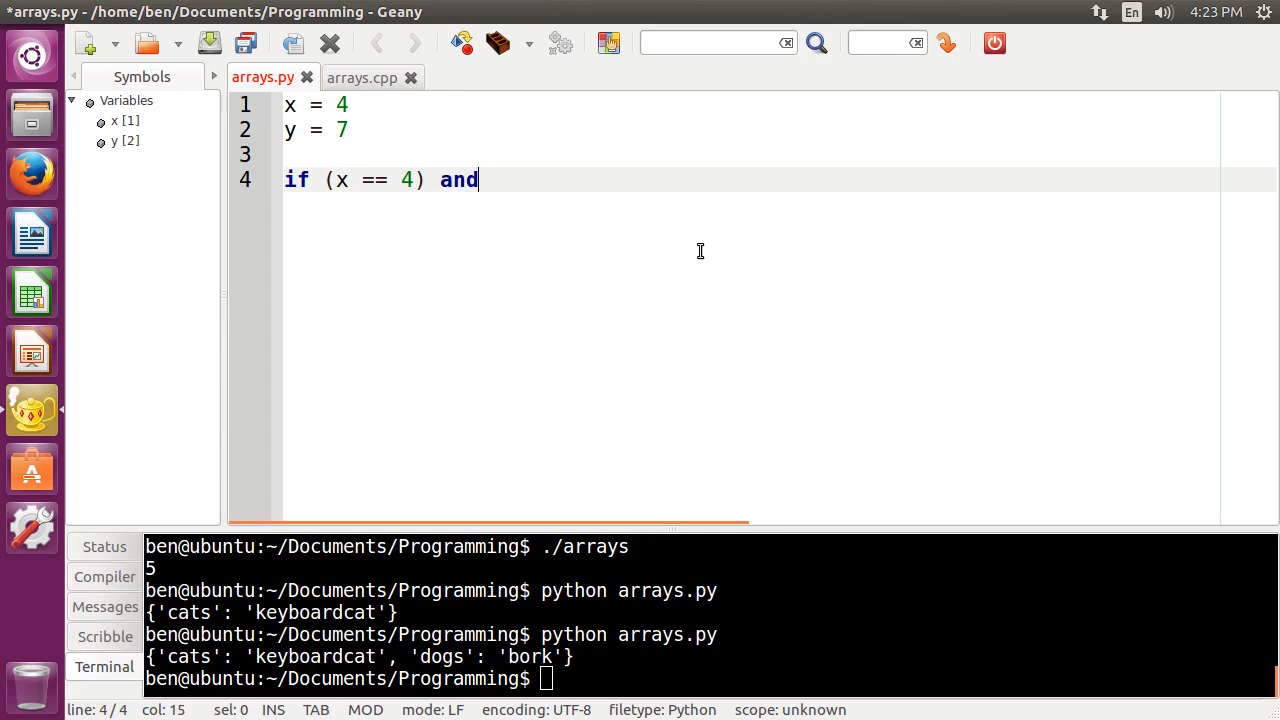 *arrays.py - /home/ben/Documents/Programming - Geany
En
4:23 PM
Symbols
arrays.py
arrays.cpp
Variables
x [1]
y [2]
1 x = 4
2 y = 7
3
4 if (x == 4) and
Status
Compiler
Messages
Scribble
Terminal
ben@ubuntu:~/Documents/Programming$ ./arrays
5
ben@ubuntu:~/Documents/Programming$ python arrays.py
{'cats': 'keyboardcat'}
ben@ubuntu:~/Documents/Programming$ python arrays.py
{'cats': 'keyboardcat', 'dogs': 'bork'}
ben@ubuntu:~/Documents/Programming$
line: 4 / 4 col: 15 sel: 0 INS TAB MOD mode: LF encoding: UTF-8 filetype: Python scope: unknown